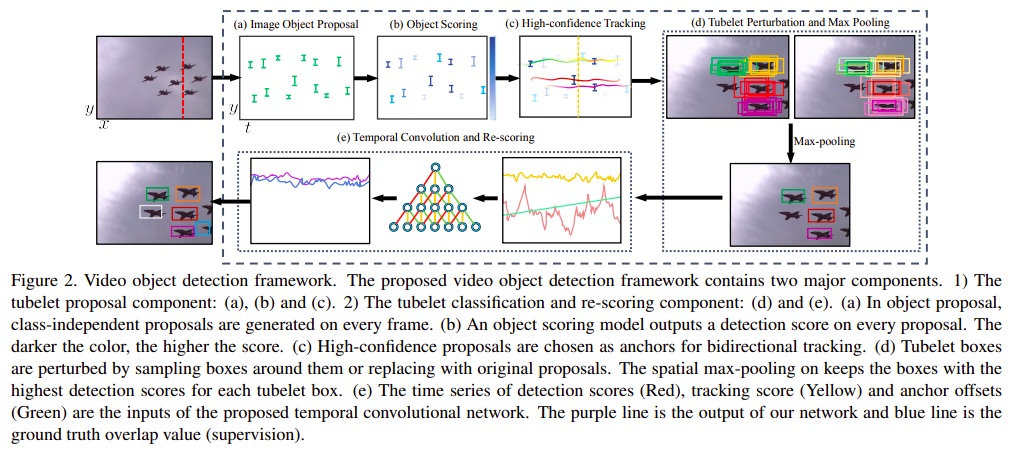 (a) Image Object Proposal
(b) Object Scoring
(c) High-confidence Tracking
(d) Tubelet Perturbation and Max Pooling
y
x
y
t
(e) Temporal Convolution and Re-scoring
Max-pooling
Figure 2. Video object detection framework. The proposed video object detection framework contains two major components. 1) The
tubelet proposal component: (a), (b) and (c). 2) The tubelet classification and re-scoring component: (d) and (e). (a) In object proposal,
class-independent proposals are generated on every frame. (b) An object scoring model outputs a detection score on every proposal. The
darker the color, the higher the score. (c) High-confidence proposals are chosen as anchors for bidirectional tracking. (d) Tubelet boxes
are perturbed by sampling boxes around them or replacing with original proposals. The spatial max-pooling on keeps the boxes with the
highest detection scores for each tubelet box. (e) The time series of detection scores (Red), tracking score (Yellow) and anchor offsets
(Green) are the inputs of the proposed temporal convolutional network. The purple line is the output of our network and blue line is the
ground truth overlap value (supervision).